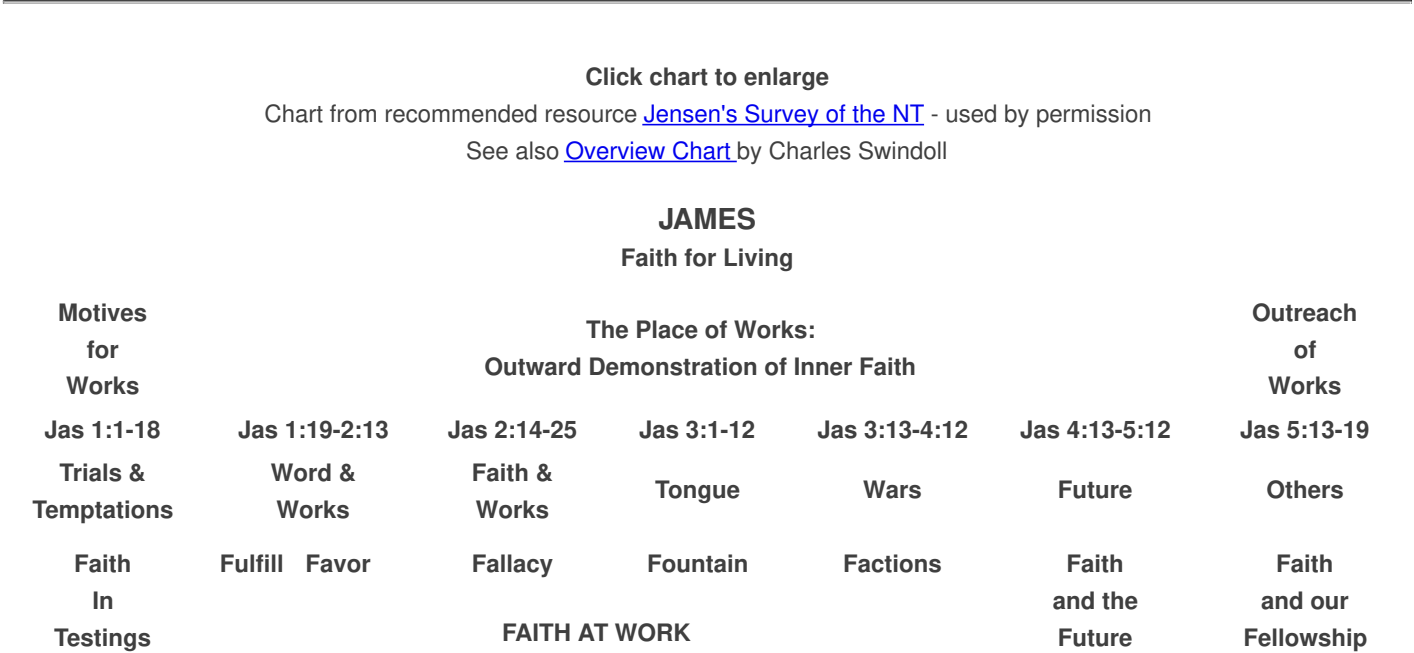 Click chart to enlarge
Chart from recommended resource Jensen's Survey of the NT - used by permission
See also Overview Chart by Charles Swindoll
JAMES
Faith for Living
Motives
for
Works
The Place of Works:
Outward Demonstration of Inner Faith
Outreach
of
Works
Jas 1:1-18 Jas 1:19-2:13 Jas 2:14-25 Jas 3:1-12 Jas 3:13-4:12 Jas 4:13-5:12 Jas 5:13-19
Trials &
Temptations
Word &
Works
Faith &
Works
Tongue
Wars
Future
Others
Faith
In
Testings
Fulfill Favor
Fallacy
Fountain
Factions
FAITH AT WORK
Faith
and the
Future
Faith
and our
Fellowship